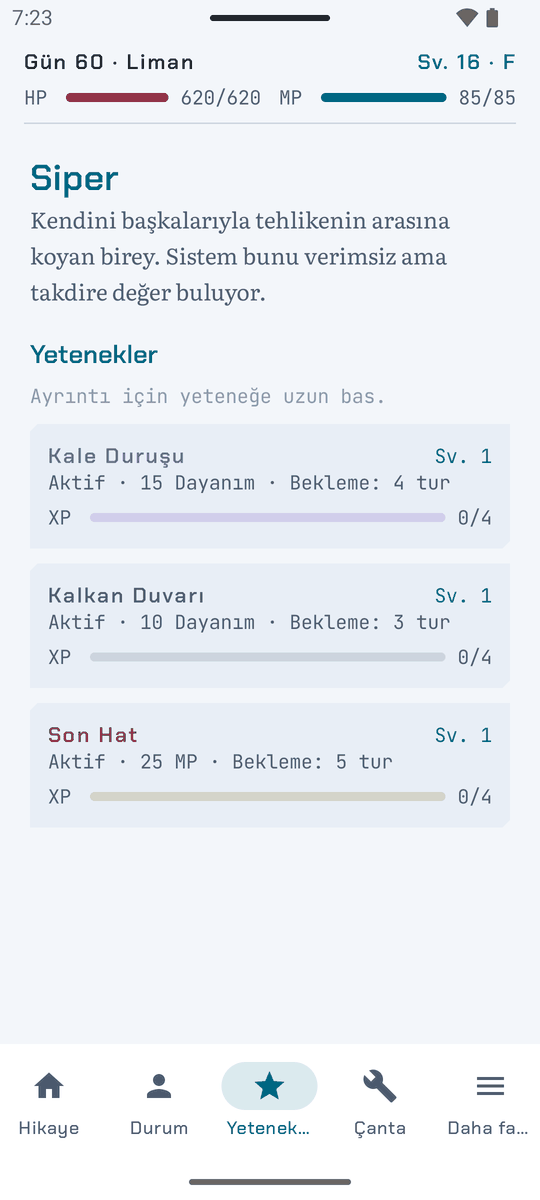 7:23
Gün 60 · Liman
Sv. 16 · F
HP 620/620 MP 85/85
Siper
Kendini başkalarıyla tehlikenin arasına
koyan birey. Sistem bunu verimsiz ama
takdire değer buluyor.
Yetenekler
Ayrıntı için yeteneğe uzun bas.
Kale Duruşu Sv. 1
Aktif · 15 Dayanım · Bekleme: 4 tur
XP 0/4
Kalkan Duvarı Sv. 1
Aktif · 10 Dayanım · Bekleme: 3 tur
XP 0/4
Son Hat Sv. 1
Aktif · 25 MP · Bekleme: 5 tur
XP 0/4
Hikaye Durum Yetenek… Çanta Daha fa…